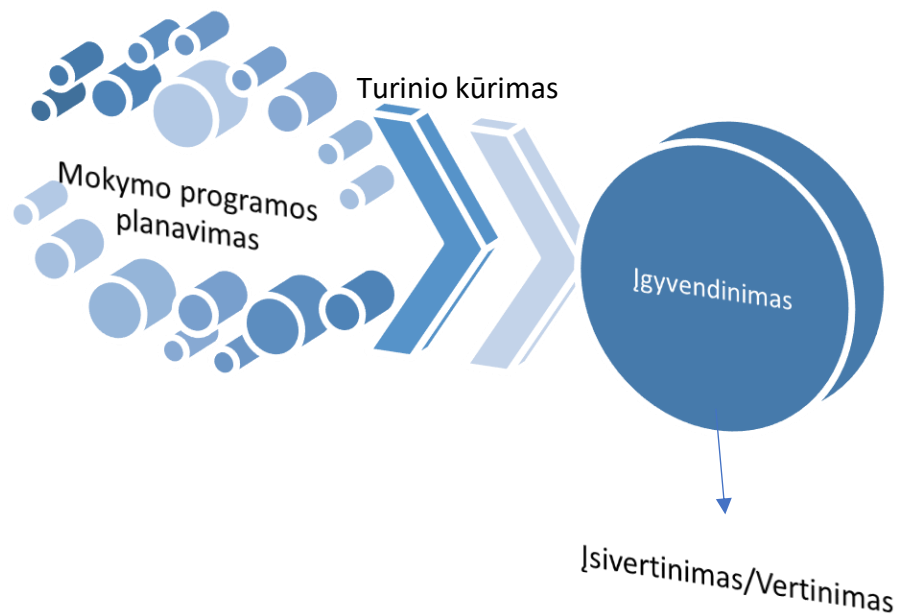 Turinio kūrimas
Mokymo programos
planavimas
Įgyvendinimas
Įsivertinimas/Vertinimas